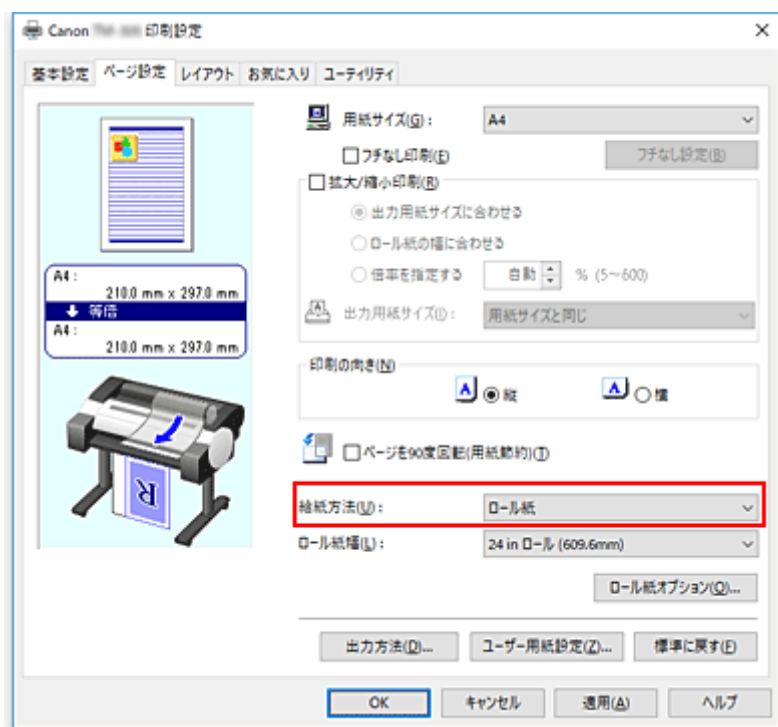 Canon 印刷設定
基本設定 ページ設定 レイアウト お気に入り ユーティリティ
用紙サイズ(G): A4
フチなし印刷(E) フチなし設定(B)
拡大/縮小印刷(R)
出力用紙サイズに合わせる
ロール紙の幅に合わせる
倍率を指定する 自動 % (5～600)
出力用紙サイズ(I): 用紙サイズと同じ
A4:
210.0 mm x 297.0 mm
等倍
A4:
210.0 mm x 297.0 mm
印刷の向き(N)
A 縦 A 横
ページを90度回転(用紙節約)(T)
給紙方法(U): ロール紙
ロール紙幅(L): 24 in ロール (609.6mm)
R
ロール紙オプション(O)...
出力方法(D)... ユーザー用紙設定(Z)... 標準に戻す(F)
OK キャンセル 適用(A) ヘルプ